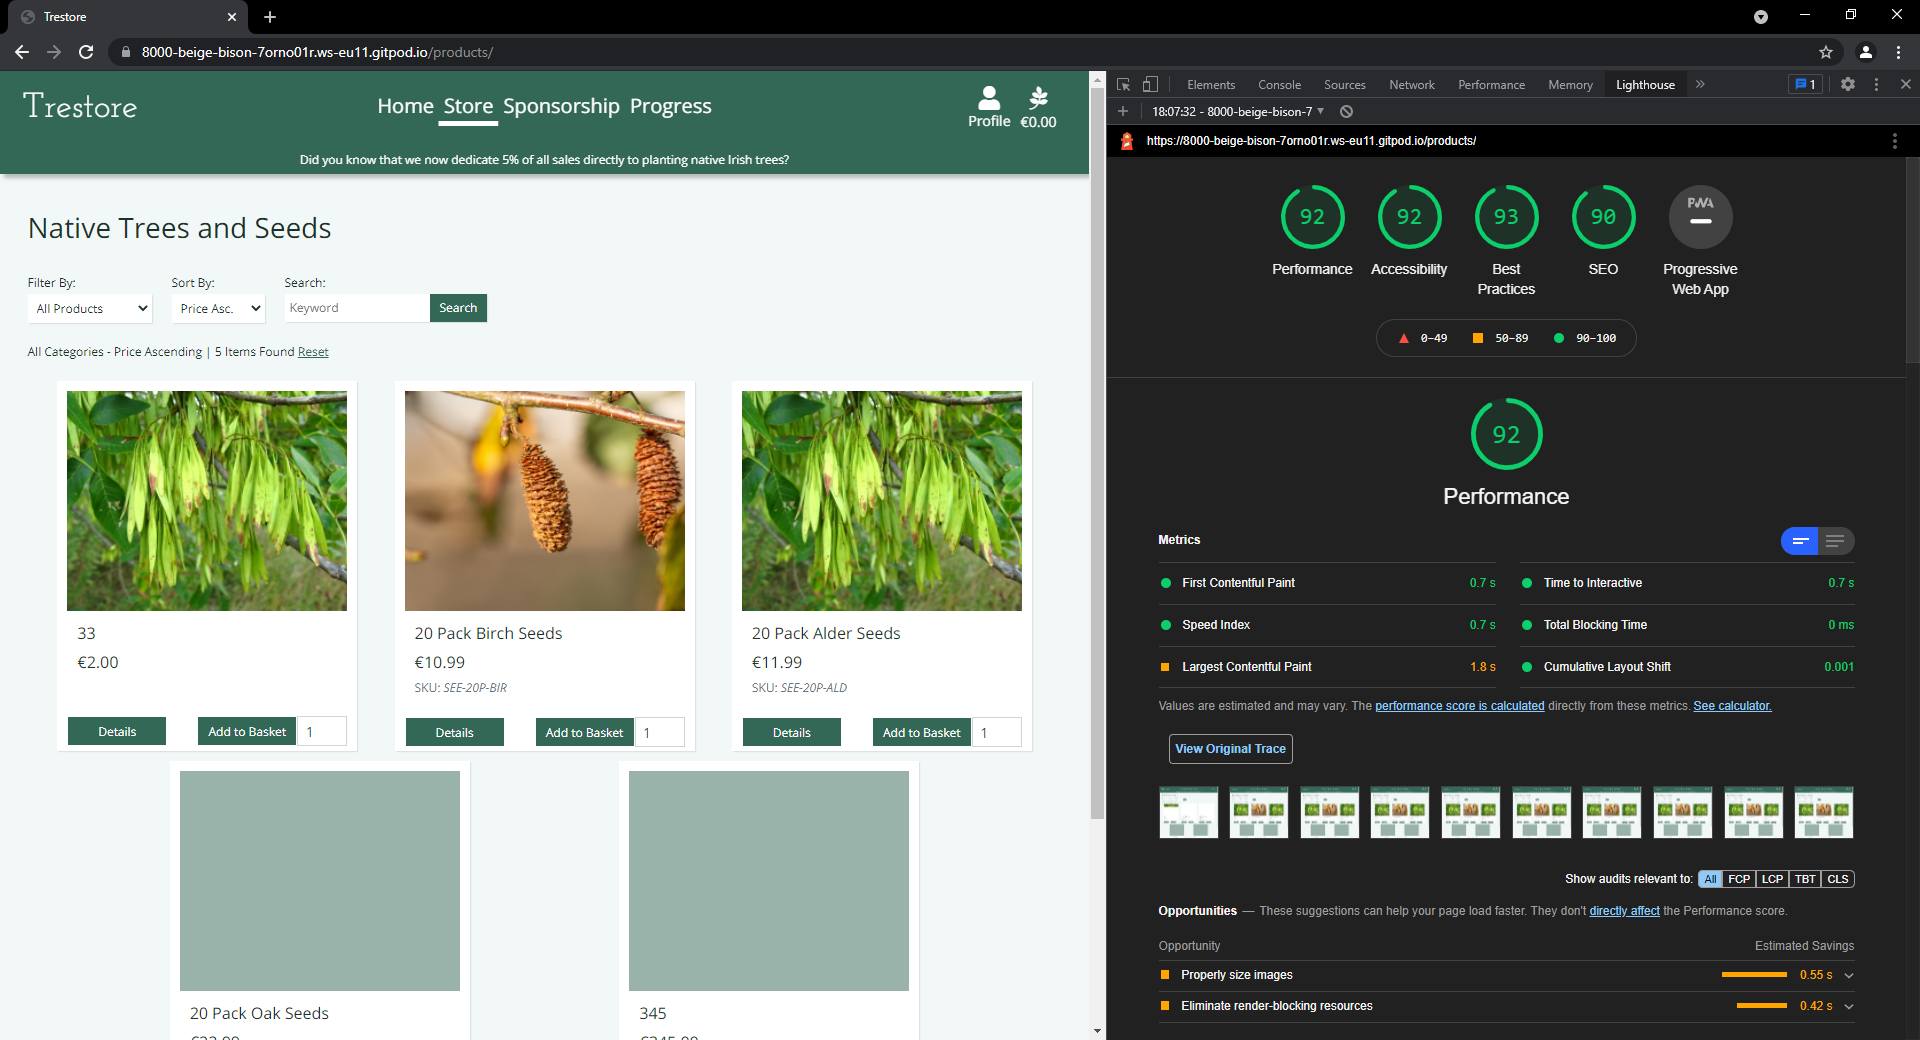 Trestore
8000-beige-bison-7orno01r.ws-eu11.gitpod.io/products/
Trestore
Home Store Sponsorship Progress
Profile €0.00
Did you know that we now dedicate 5% of all sales directly to planting native Irish trees?
Native Trees and Seeds
Filter By: Sort By: Search:
All Products Price Asc. Keyword Search
All Categories - Price Ascending | 5 Items Found Reset
33
€2.00
Details Add to Basket 1
20 Pack Birch Seeds
€10.99
SKU: SEE-20P-BIR
Details Add to Basket 1
20 Pack Alder Seeds
€11.99
SKU: SEE-20P-ALD
Details Add to Basket 1
20 Pack Oak Seeds
345
Elements Console Sources Network Performance Memory Lighthouse 1
18:07:32 - 8000-beige-bison-7
https://8000-beige-bison-7orno01r.ws-eu11.gitpod.io/products/
92 92 93 90 PWA
Performance Accessibility Best Practices SEO Progressive Web App
0–49 50–89 90–100
92
Performance
Metrics
First Contentful Paint 0.7 s
Time to Interactive 0.7 s
Speed Index 0.7 s
Total Blocking Time 0 ms
Largest Contentful Paint 1.8 s
Cumulative Layout Shift 0.001
Values are estimated and may vary. The performance score is calculated directly from these metrics. See calculator.
View Original Trace
Show audits relevant to: All FCP LCP TBT CLS
Opportunities — These suggestions can help your page load faster. They don't directly affect the Performance score.
Opportunity Estimated Savings
Properly size images 0.55 s
Eliminate render-blocking resources 0.42 s